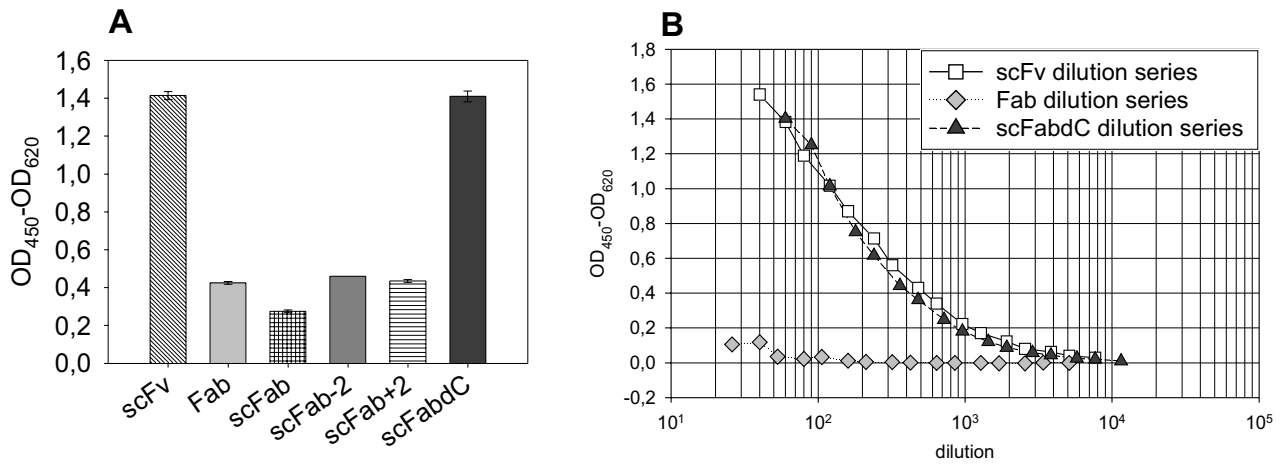 A
1,6
1,4
1,2
1,0
0,8
0,6
0,4
0,2
0,0
OD450-OD620
scFv
Fab
scFab
scFab-2
scFab+2
scFabdC
B
1,8
1,6
1,4
1,2
1,0
0,8
0,6
0,4
0,2
0,0
-0,2
OD450-OD620
scFv dilution series
Fab dilution series
scFabdC dilution series
10¹ 10² 10³ 10⁴ 10⁵
dilution